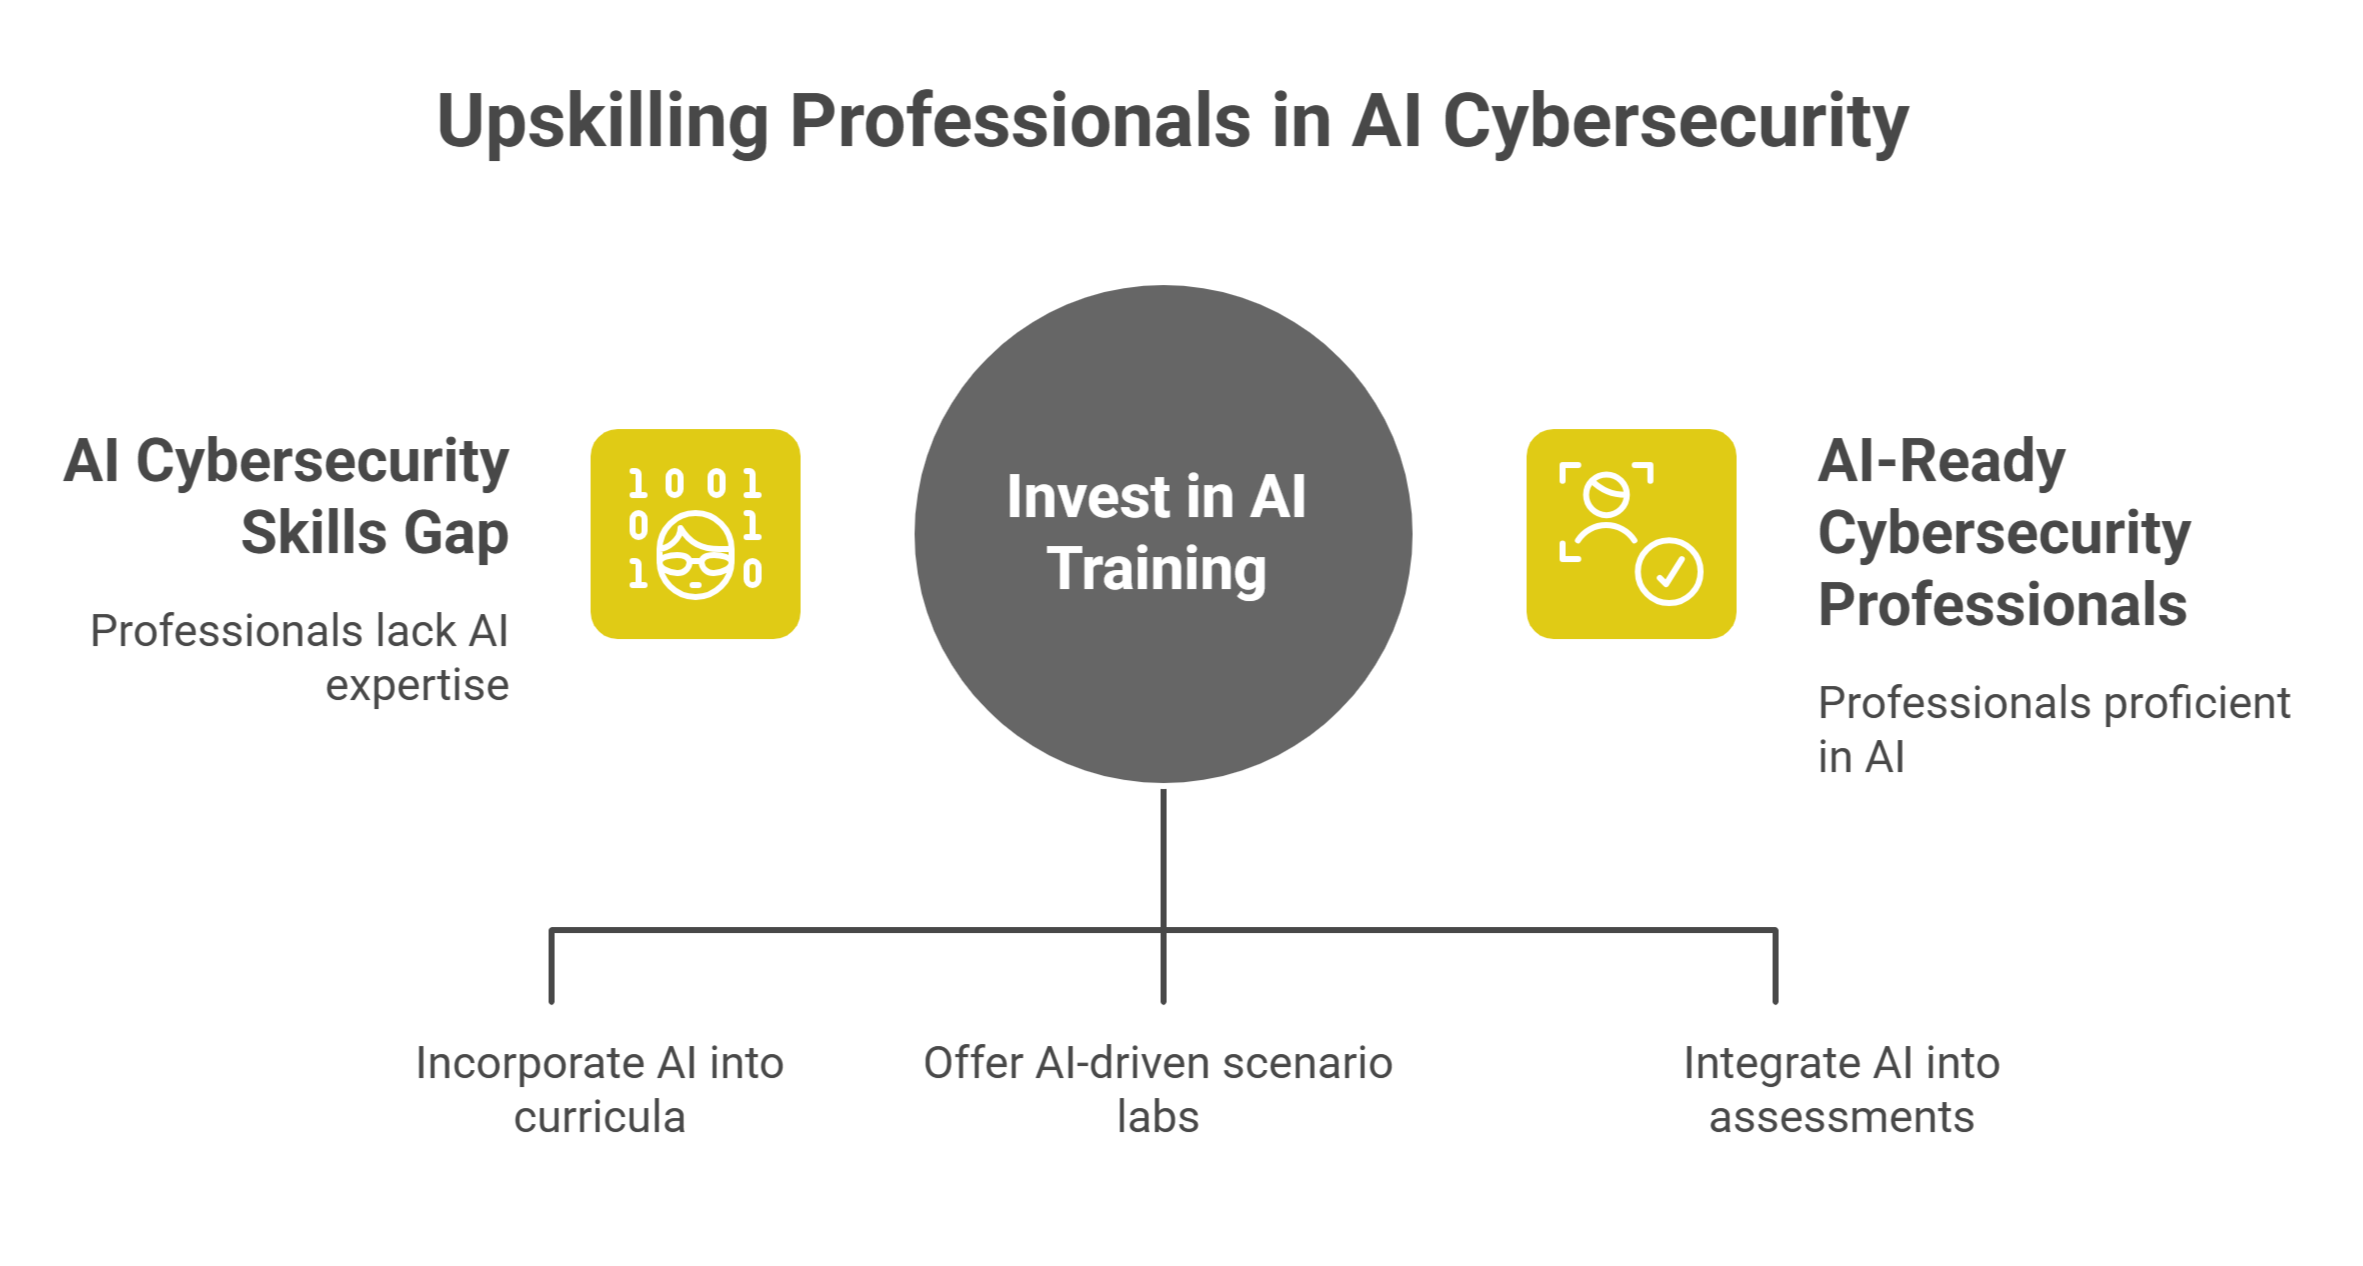 Upskilling Professionals in AI Cybersecurity
AI Cybersecurity
Skills Gap
Professionals lack AI
expertise
1 0 0 1
0 1
1 0
Invest in AI
Training
AI-Ready
Cybersecurity
Professionals
Professionals proficient
in AI
Incorporate AI into
curricula
Offer AI-driven scenario
labs
Integrate AI into
assessments